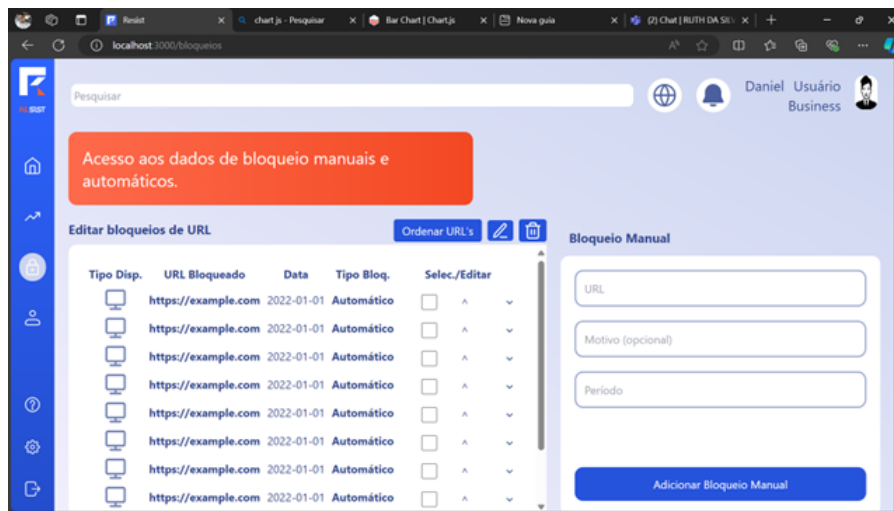 Resist
chart js - Pesquisar
Bar Chart | Chart.js
Nova guia
(2) Chat | RUTH DA SIL
localhost:3000/bloqueios
Pesquisar
Daniel Usuário
Business
Acesso aos dados de bloqueio manuais e
automáticos.
Editar bloqueios de URL
Ordenar URL's
Tipo Disp. URL Bloqueado Data Tipo Bloq. Selec./Editar
https://example.com 2022-01-01 Automático
https://example.com 2022-01-01 Automático
https://example.com 2022-01-01 Automático
https://example.com 2022-01-01 Automático
https://example.com 2022-01-01 Automático
https://example.com 2022-01-01 Automático
https://example.com 2022-01-01 Automático
https://example.com 2022-01-01 Automático
Bloqueio Manual
URL
Motivo (opcional)
Período
Adicionar Bloqueio Manual